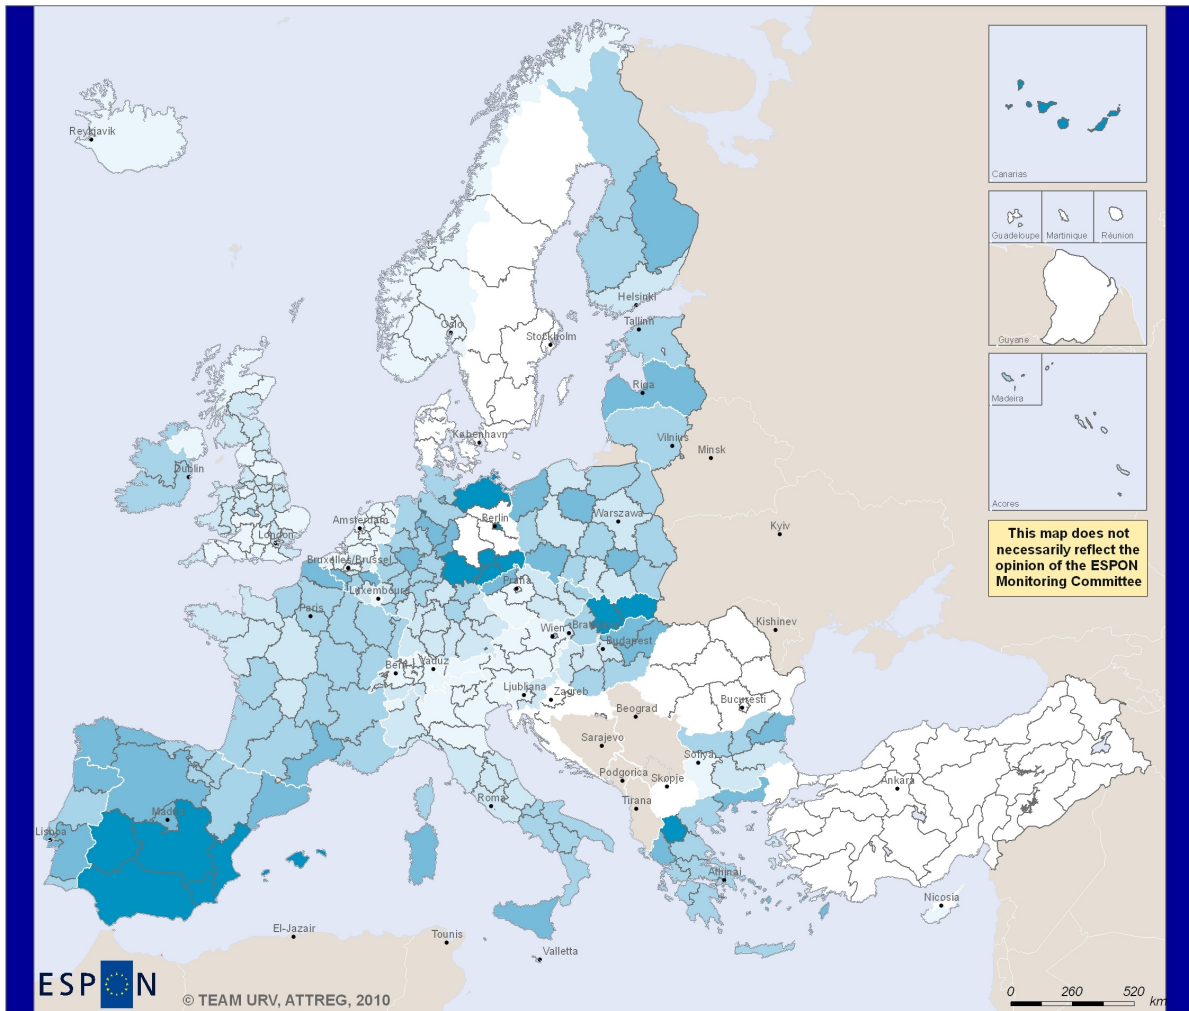 Reykjavik
Canarias
Guadeloupe
Martinique
Réunion
Helsinki
Tallinn
Oslo
Stockholm
Guyane
Riga
Madeira
København
Vilnius
Minsk
Dublin
Acores
Amsterdam
Berlin
Warszawa
London
Kyiv
This map does not
necessarily reflect the
opinion of the ESPON
Monitoring Committee
Bruxelles/Brussel
Praha
Luxembourg
Paris
Wien
Kishinev
Budapest
Bern
Vaduz
Ljubljana
Zagreb
Bucuresti
Beograd
Sarajevo
Sofiya
Podgorica
Skopje
Ankara
Roma
Tirana
Madrid
Lisboa
Athinai
Nicosia
El-Jazair
Tounis
Valletta
ESPON
© TEAM URV, ATTREG, 2010
0 260 520
km